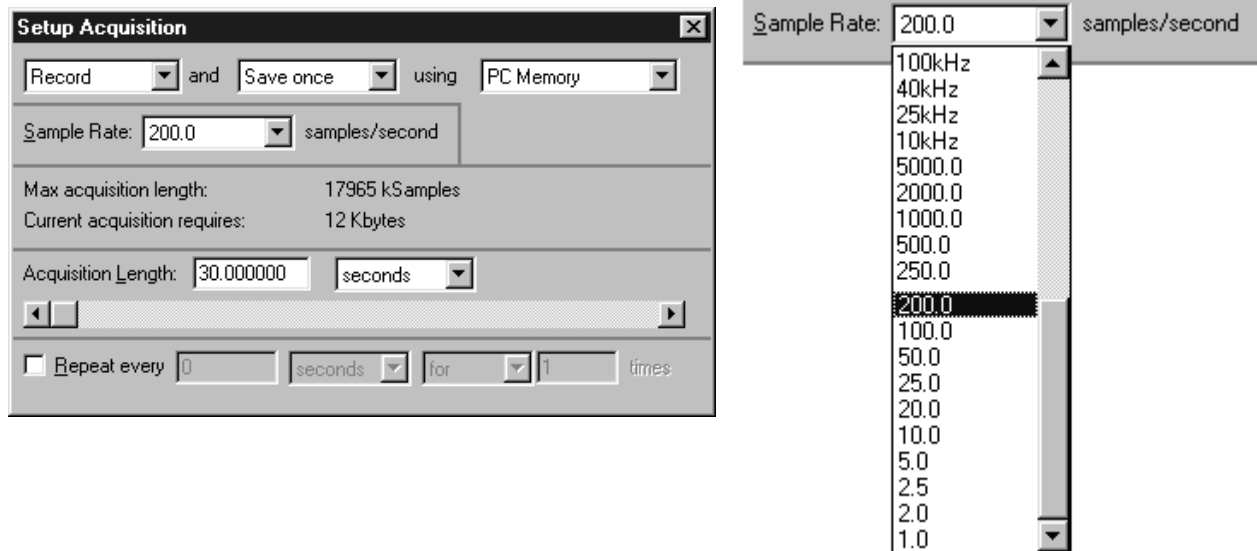 Setup Acquisition
Record and Save once using PC Memory
Sample Rate: 200.0 samples/second
Max acquisition length: 17965 kSamples
Current acquisition requires: 12 Kbytes
Acquisition Length: 30.000000 seconds
Repeat every 0 seconds for 1 times
Sample Rate: 200.0 samples/second
100kHz
40kHz
25kHz
10kHz
5000.0
2000.0
1000.0
500.0
250.0
200.0
100.0
50.0
25.0
20.0
10.0
5.0
2.5
2.0
1.0